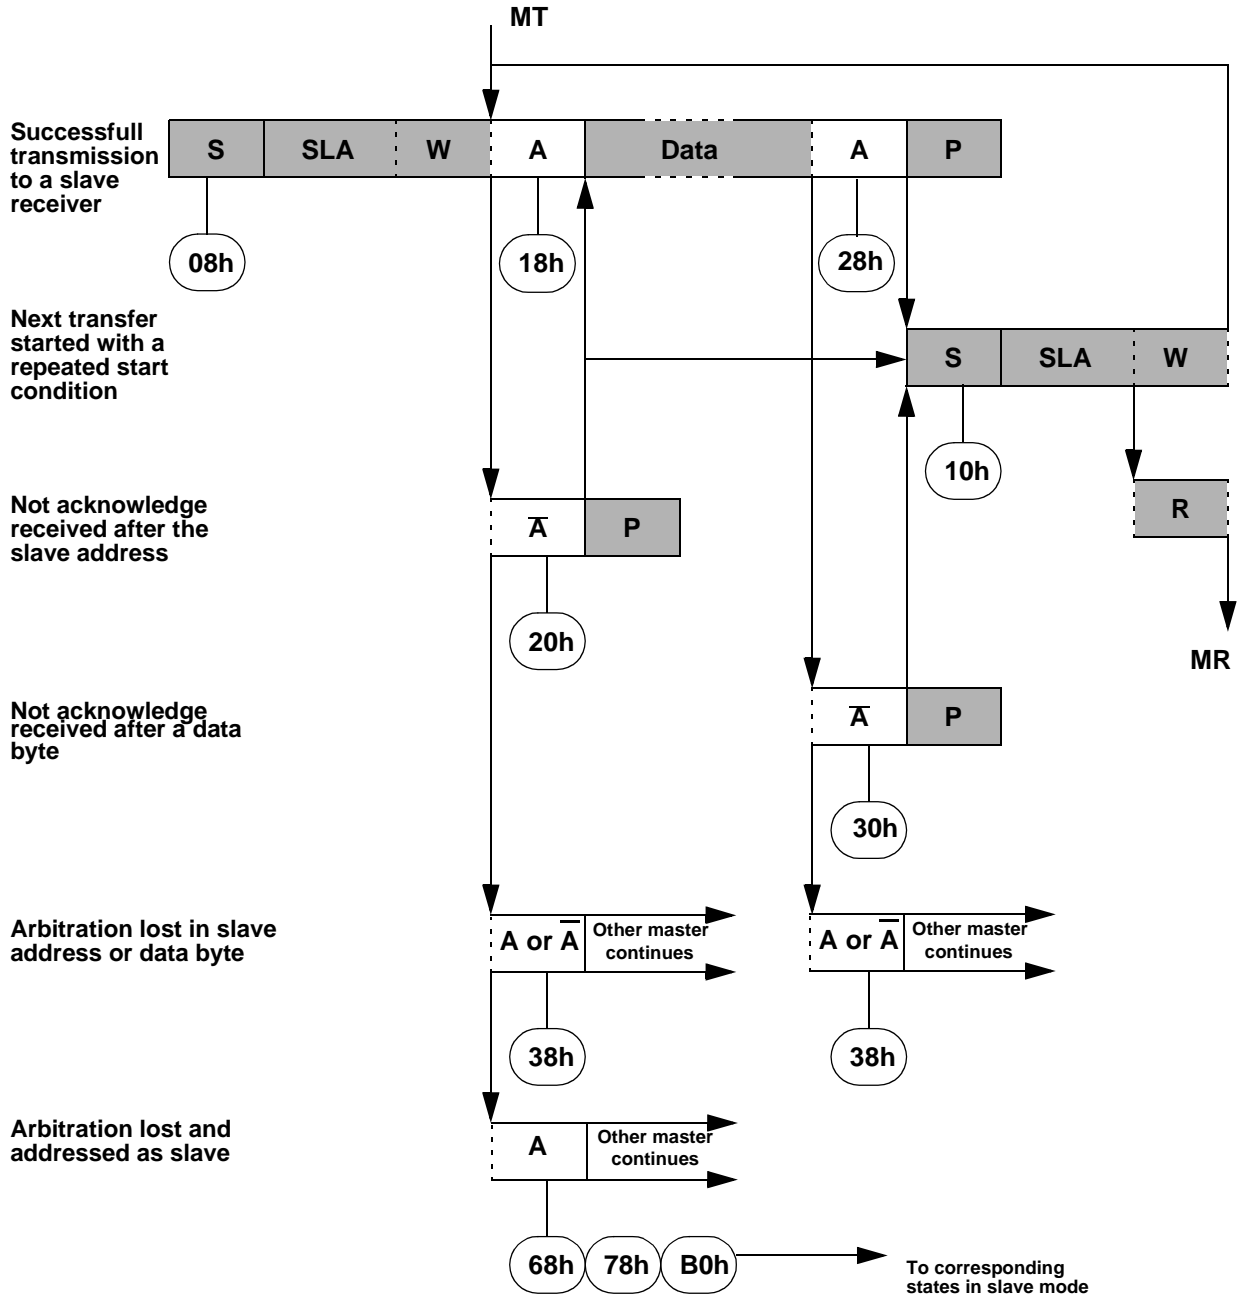 MT
Successfull
transmission
to a slave
receiver
S SLA W A Data A P
08h 18h 28h
Next transfer
started with a
repeated start
condition
S SLA W
10h
Not acknowledge
received after the
slave address
A̅ P
R
20h
MR
Not acknowledge
received after a data
byte
A̅ P
30h
Arbitration lost in slave
address or data byte
A or A̅ Other master
continues
A or A̅ Other master
continues
38h 38h
Arbitration lost and
addressed as slave
A Other master
continues
68h 78h B0h
To corresponding
states in slave mode